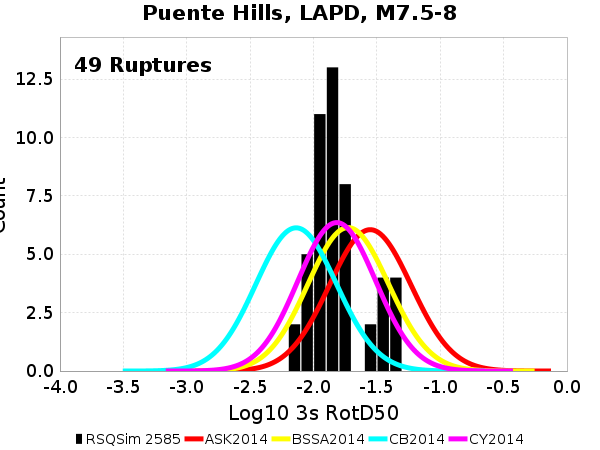 Puente Hills, LAPD, M7.5-8
49 Ruptures
12.5
10.0
7.5
5.0
2.5
0.0
Count
-4.0 -3.5 -3.0 -2.5 -2.0 -1.5 -1.0 -0.5 0.0
Log10 3s RotD50
RSQSim 2585 ASK2014 BSSA2014 CB2014 CY2014